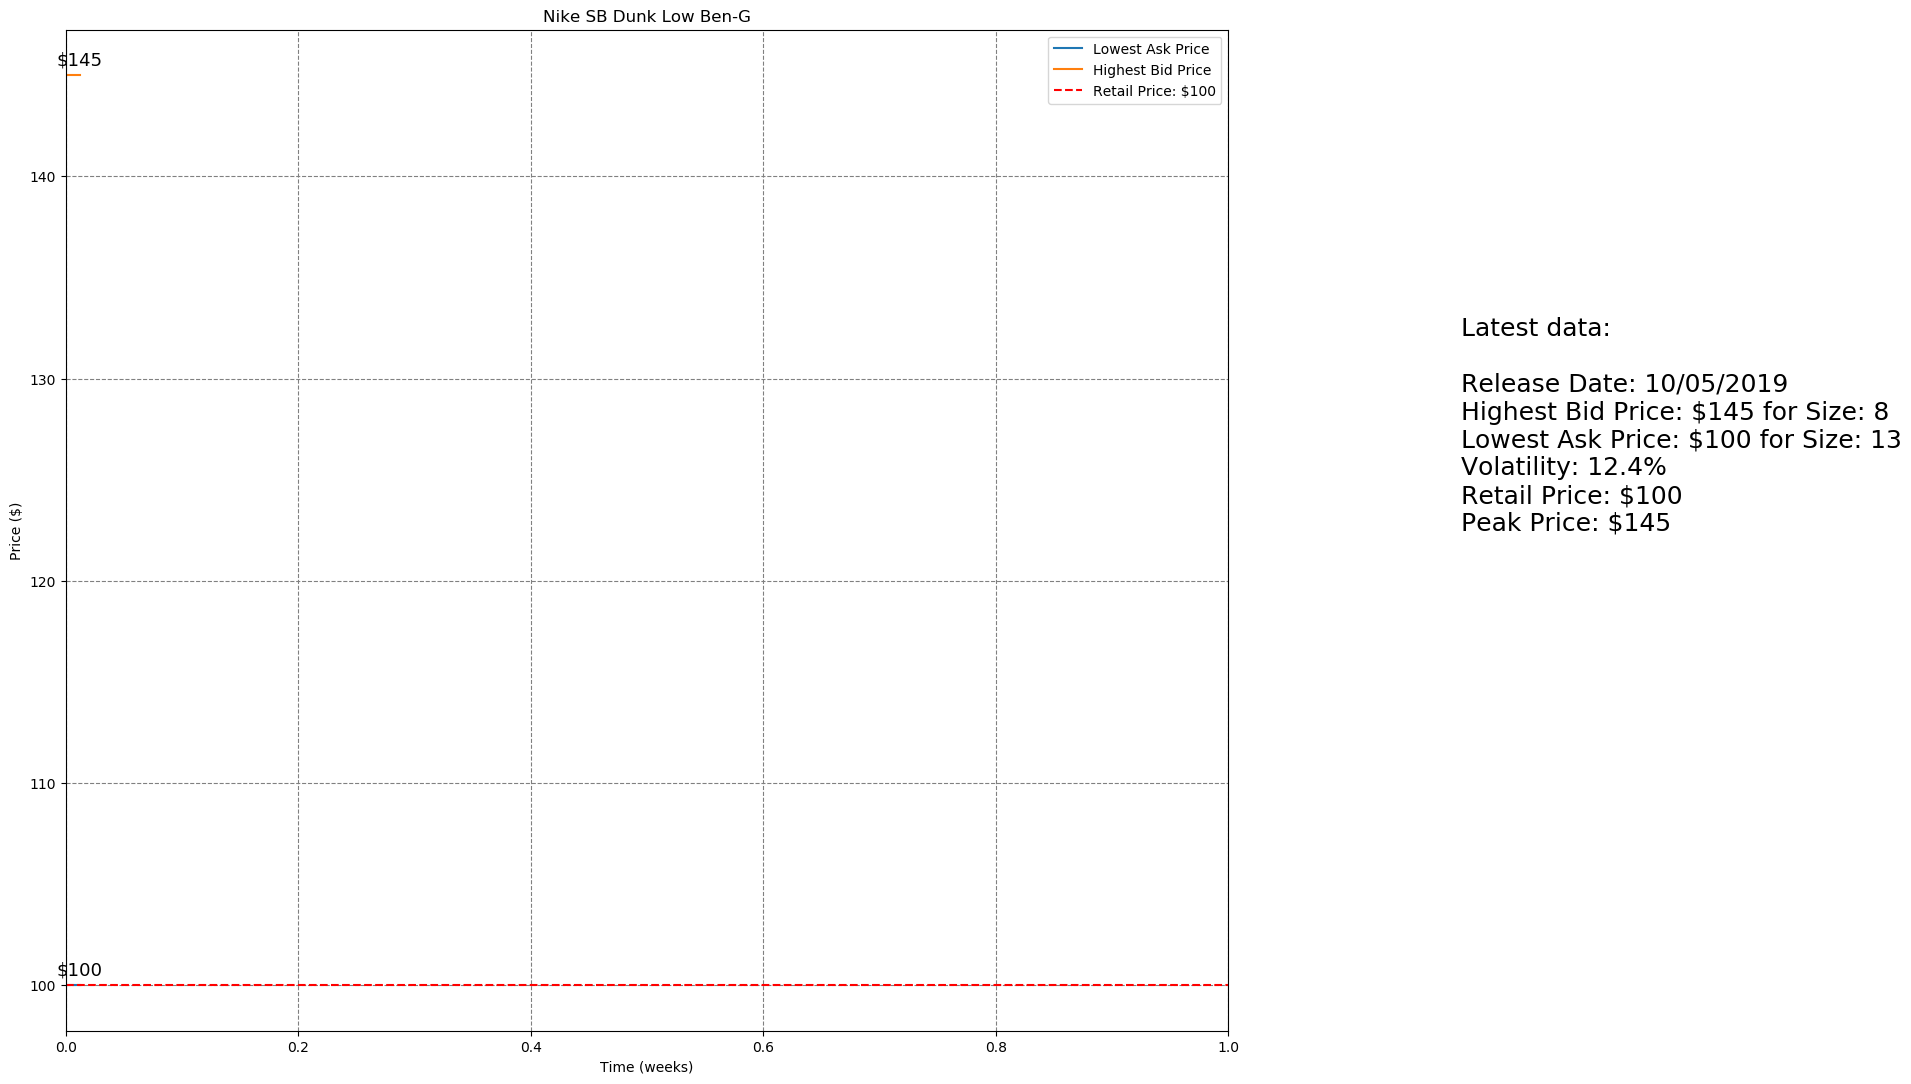 Nike SB Dunk Low Ben-G
$145
Lowest Ask Price
Highest Bid Price
Retail Price: $100
140
130
120
110
100
$100
Price ($)
0.0
0.2
0.4
0.6
0.8
1.0
Time (weeks)
Latest data:
Release Date: 10/05/2019
Highest Bid Price: $145 for Size: 8
Lowest Ask Price: $100 for Size: 13
Volatility: 12.4%
Retail Price: $100
Peak Price: $145